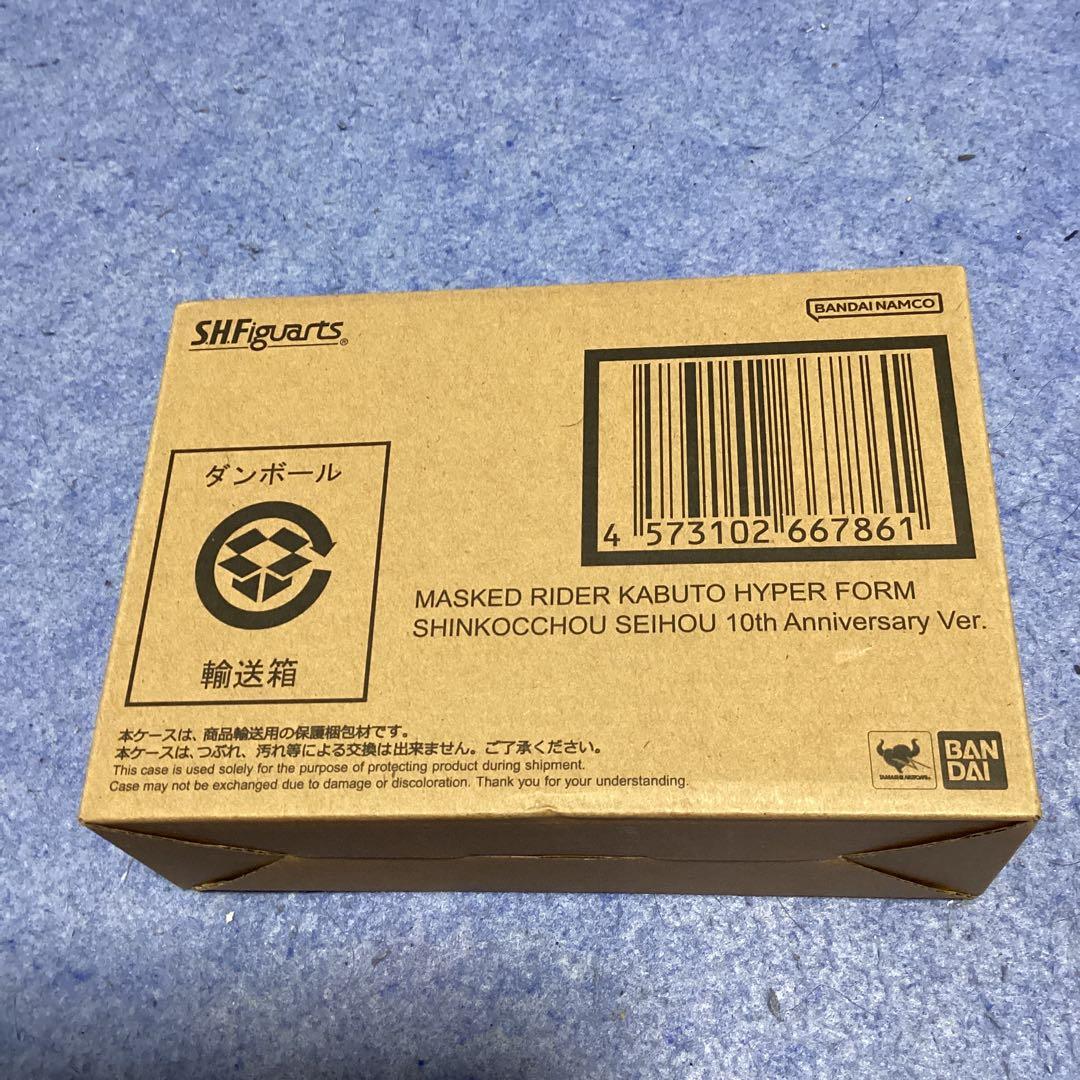 S.H.Figuarts®
BANDAI NAMCO
4 573102 667861
ダンボール
輸送箱
MASKED RIDER KABUTO HYPER FORM
SHINKOCCHOU SEIHOU 10th Anniversary Ver.
本ケースは、商品輸送用の保護梱包材です。
本ケースは、つぶれ、汚れ等による交換は出来ません。ご了承ください。
This case is used solely for the purpose of protecting product during shipment.
Case may not be exchanged due to damage or discoloration. Thank you for your understanding.
TAMASHII NATIONS
BAN
DAI